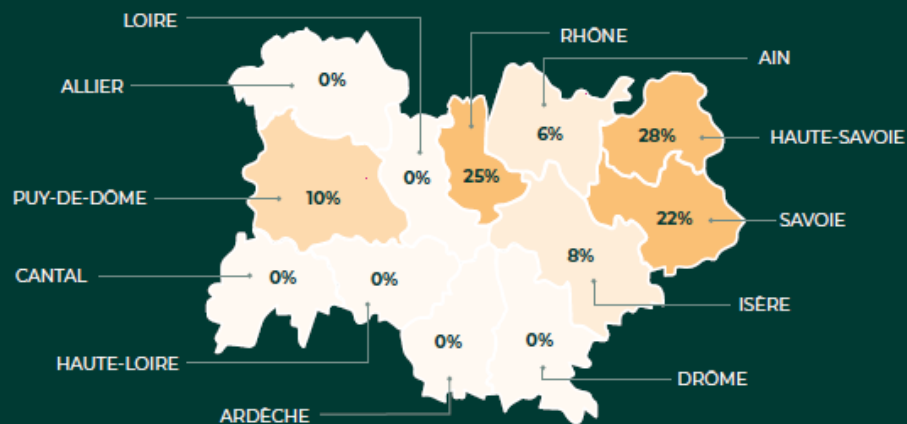 LOIRE
RHÔNE
AIN
ALLIER
0%
6%
28%
HAUTE-SAVOIE
PUY-DE-DÔME
10%
0%
25%
22%
SAVOIE
CANTAL
0%
0%
8%
ISÈRE
HAUTE-LOIRE
0%
0%
DRÔME
ARDÈCHE